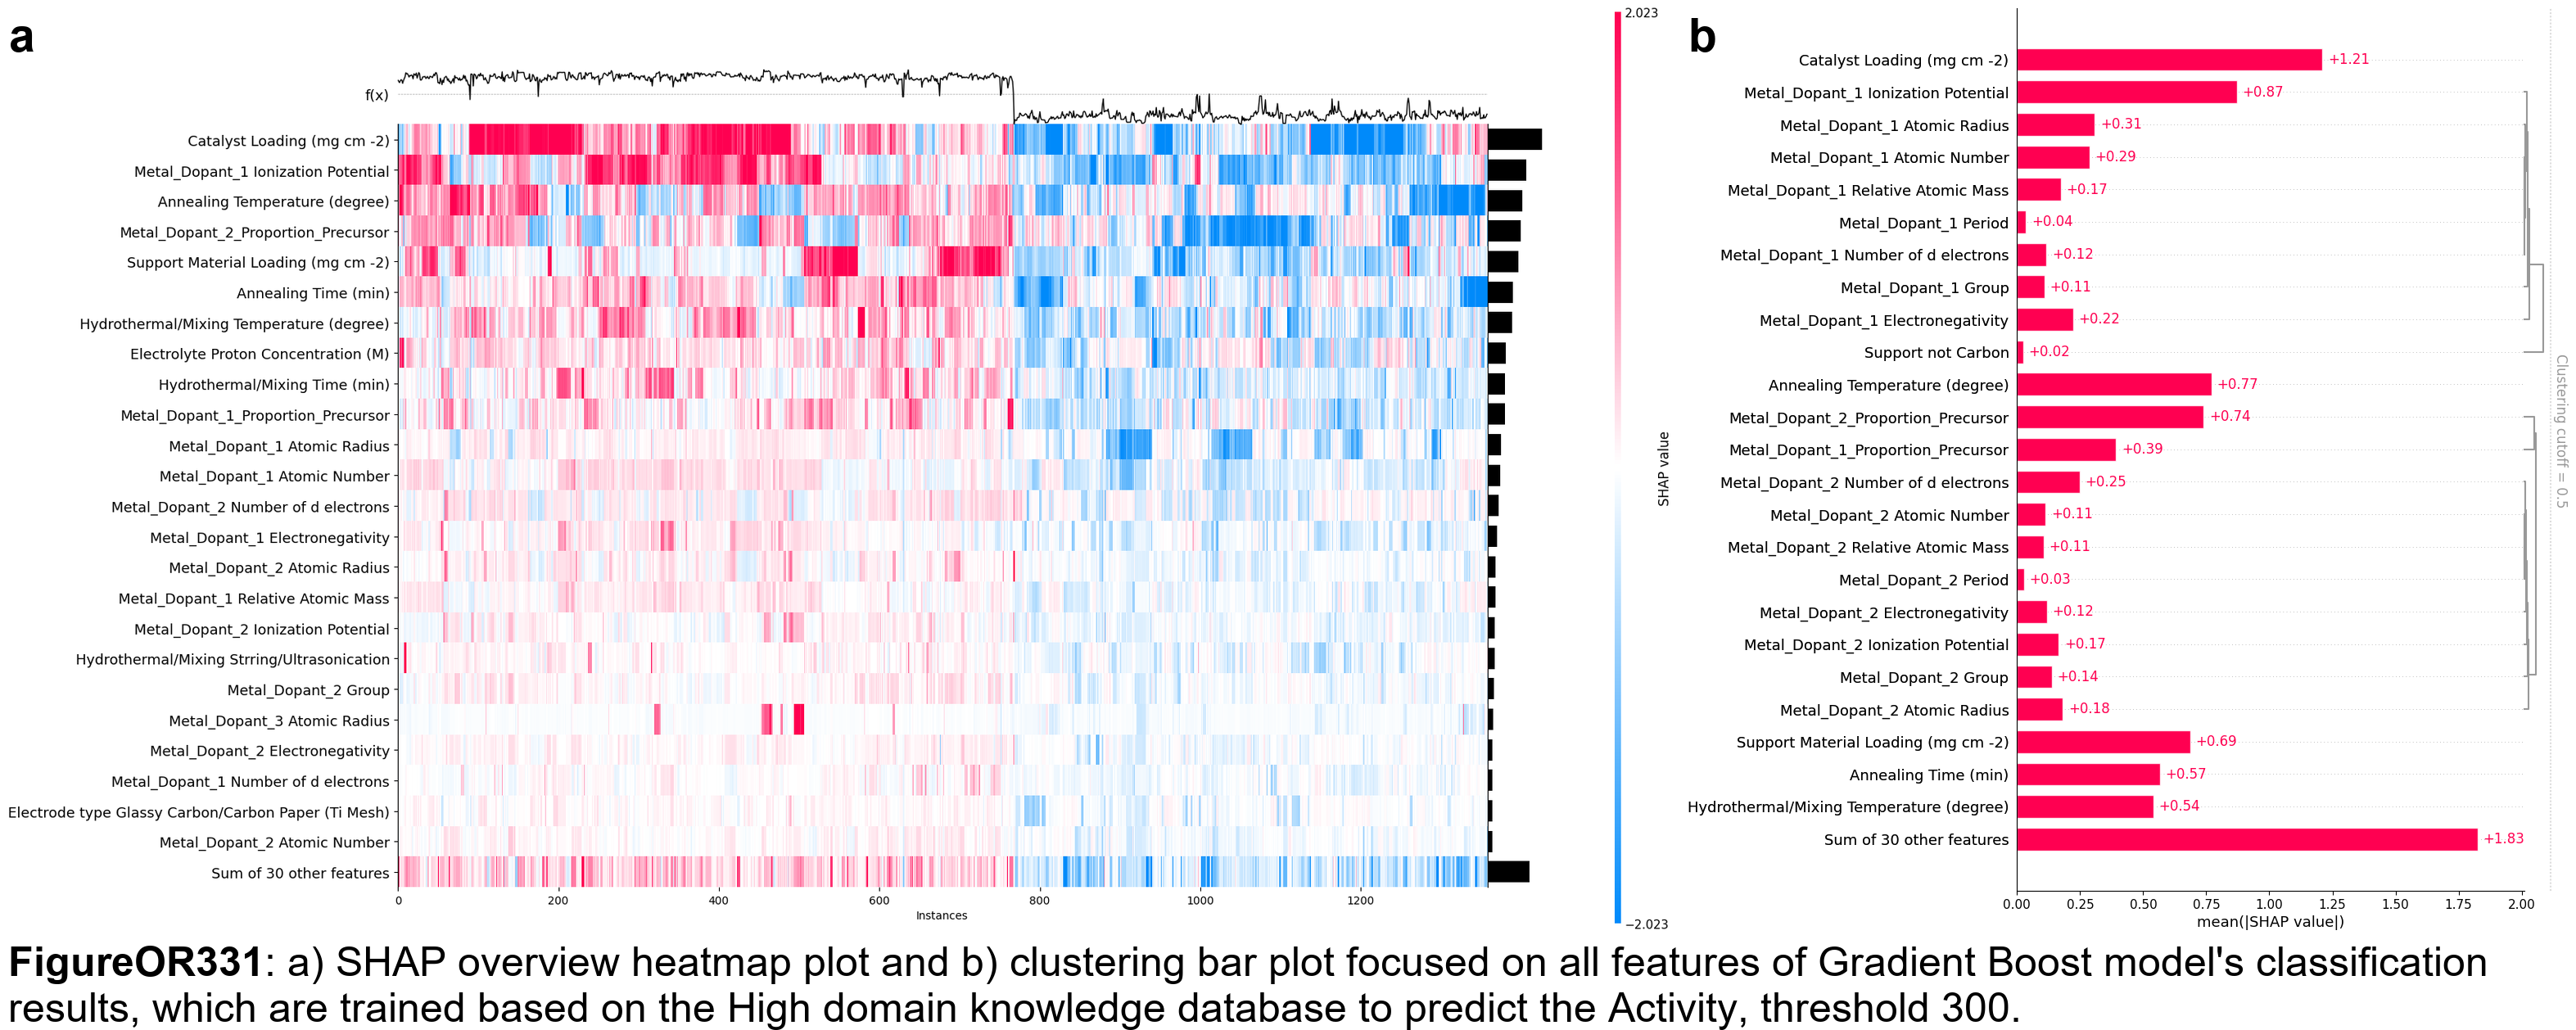 a
f(x)
Catalyst Loading (mg cm -2)
Metal_Dopant_1 Ionization Potential
Annealing Temperature (degree)
Metal_Dopant_2_Proportion_Precursor
Support Material Loading (mg cm -2)
Annealing Time (min)
Hydrothermal/Mixing Temperature (degree)
Electrolyte Proton Concentration (M)
Hydrothermal/Mixing Time (min)
Metal_Dopant_1_Proportion_Precursor
Metal_Dopant_1 Atomic Radius
Metal_Dopant_1 Atomic Number
Metal_Dopant_2 Number of d electrons
Metal_Dopant_1 Electronegativity
Metal_Dopant_2 Atomic Radius
Metal_Dopant_1 Relative Atomic Mass
Metal_Dopant_2 Ionization Potential
Hydrothermal/Mixing Strring/Ultrasonication
Metal_Dopant_2 Group
Metal_Dopant_3 Atomic Radius
Metal_Dopant_2 Electronegativity
Metal_Dopant_1 Number of d electrons
Electrode type Glassy Carbon/Carbon Paper (Ti Mesh)
Metal_Dopant_2 Atomic Number
Sum of 30 other features
0 200 400 600 800 1000 1200
Instances
2.023
SHAP value
−2.023
b
Catalyst Loading (mg cm -2) +1.21
Metal_Dopant_1 Ionization Potential +0.87
Metal_Dopant_1 Atomic Radius +0.31
Metal_Dopant_1 Atomic Number +0.29
Metal_Dopant_1 Relative Atomic Mass +0.17
Metal_Dopant_1 Period +0.04
Metal_Dopant_1 Number of d electrons +0.12
Metal_Dopant_1 Group +0.11
Metal_Dopant_1 Electronegativity +0.22
Support not Carbon +0.02
Annealing Temperature (degree) +0.77
Metal_Dopant_2_Proportion_Precursor +0.74
Metal_Dopant_1_Proportion_Precursor +0.39
Metal_Dopant_2 Number of d electrons +0.25
Metal_Dopant_2 Atomic Number +0.11
Metal_Dopant_2 Relative Atomic Mass +0.11
Metal_Dopant_2 Period +0.03
Metal_Dopant_2 Electronegativity +0.12
Metal_Dopant_2 Ionization Potential +0.17
Metal_Dopant_2 Group +0.14
Metal_Dopant_2 Atomic Radius +0.18
Support Material Loading (mg cm -2) +0.69
Annealing Time (min) +0.57
Hydrothermal/Mixing Temperature (degree) +0.54
Sum of 30 other features +1.83
0.00 0.25 0.50 0.75 1.00 1.25 1.50 1.75 2.00
mean(|SHAP value|)
Clustering cutoff = 0.5
FigureOR331: a) SHAP overview heatmap plot and b) clustering bar plot focused on all features of Gradient Boost model's classification
results, which are trained based on the High domain knowledge database to predict the Activity, threshold 300.